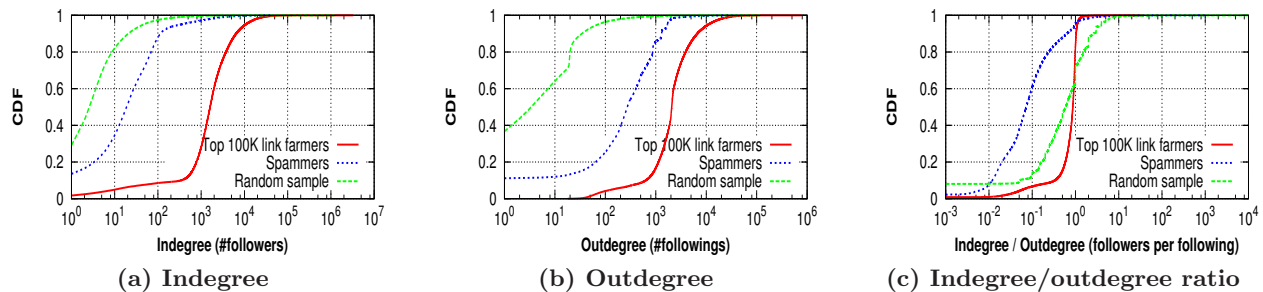 CDF
1
0.8
0.6
0.4
0.2
0
10^0 10^1 10^2 10^3 10^4 10^5 10^6 10^7
Top 100K link farmers
Spammers
Random sample
Indegree (#followers)
(a) Indegree
CDF
1
0.8
0.6
0.4
0.2
0
10^0 10^1 10^2 10^3 10^4 10^5 10^6
Top 100K link farmers
Spammers
Random sample
Outdegree (#followings)
(b) Outdegree
CDF
1
0.8
0.6
0.4
0.2
0
10^-3 10^-2 10^-1 10^0 10^1 10^2 10^3 10^4
Top 100K link farmers
Spammers
Random sample
Indegree / Outdegree (followers per following)
(c) Indegree/outdegree ratio